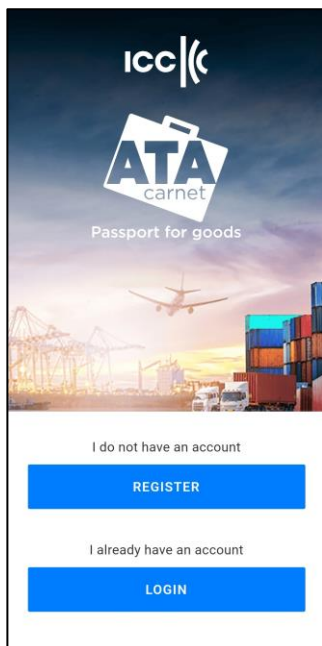 ICC
ATA
carnet
Passport for goods
I do not have an account
REGISTER
I already have an account
LOGIN